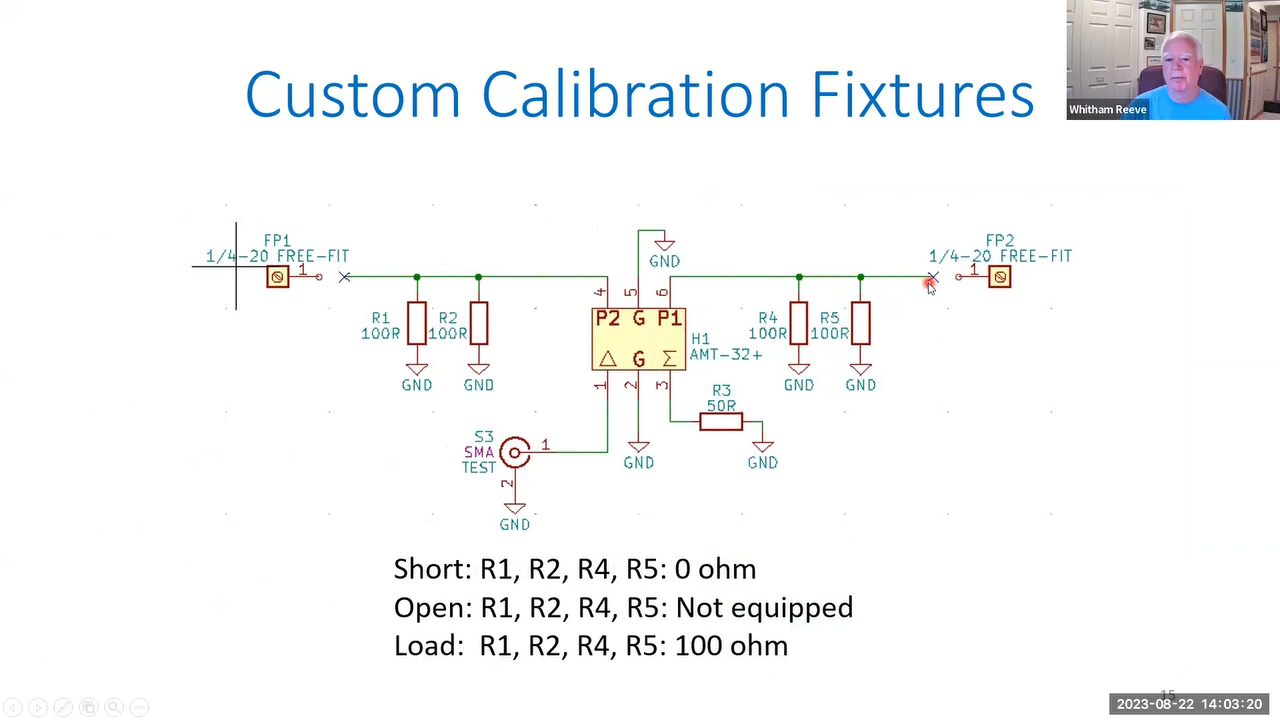 Custom Calibration Fixtures
Whitham Reeve
FP1
1/4-20 FREE-FIT
1
FP2
1/4-20 FREE-FIT
1
GND
4
5
6
P2 G P1
△ G Σ
H1
AMT-32+
1
2
3
R1
100R
R2
100R
R4
100R
R5
100R
GND
GND
GND
GND
R3
50R
S3
SMA
TEST
1
2
GND
GND
GND
Short: R1, R2, R4, R5: 0 ohm
Open: R1, R2, R4, R5: Not equipped
Load: R1, R2, R4, R5: 100 ohm
15
2023-08-22 14:03:20